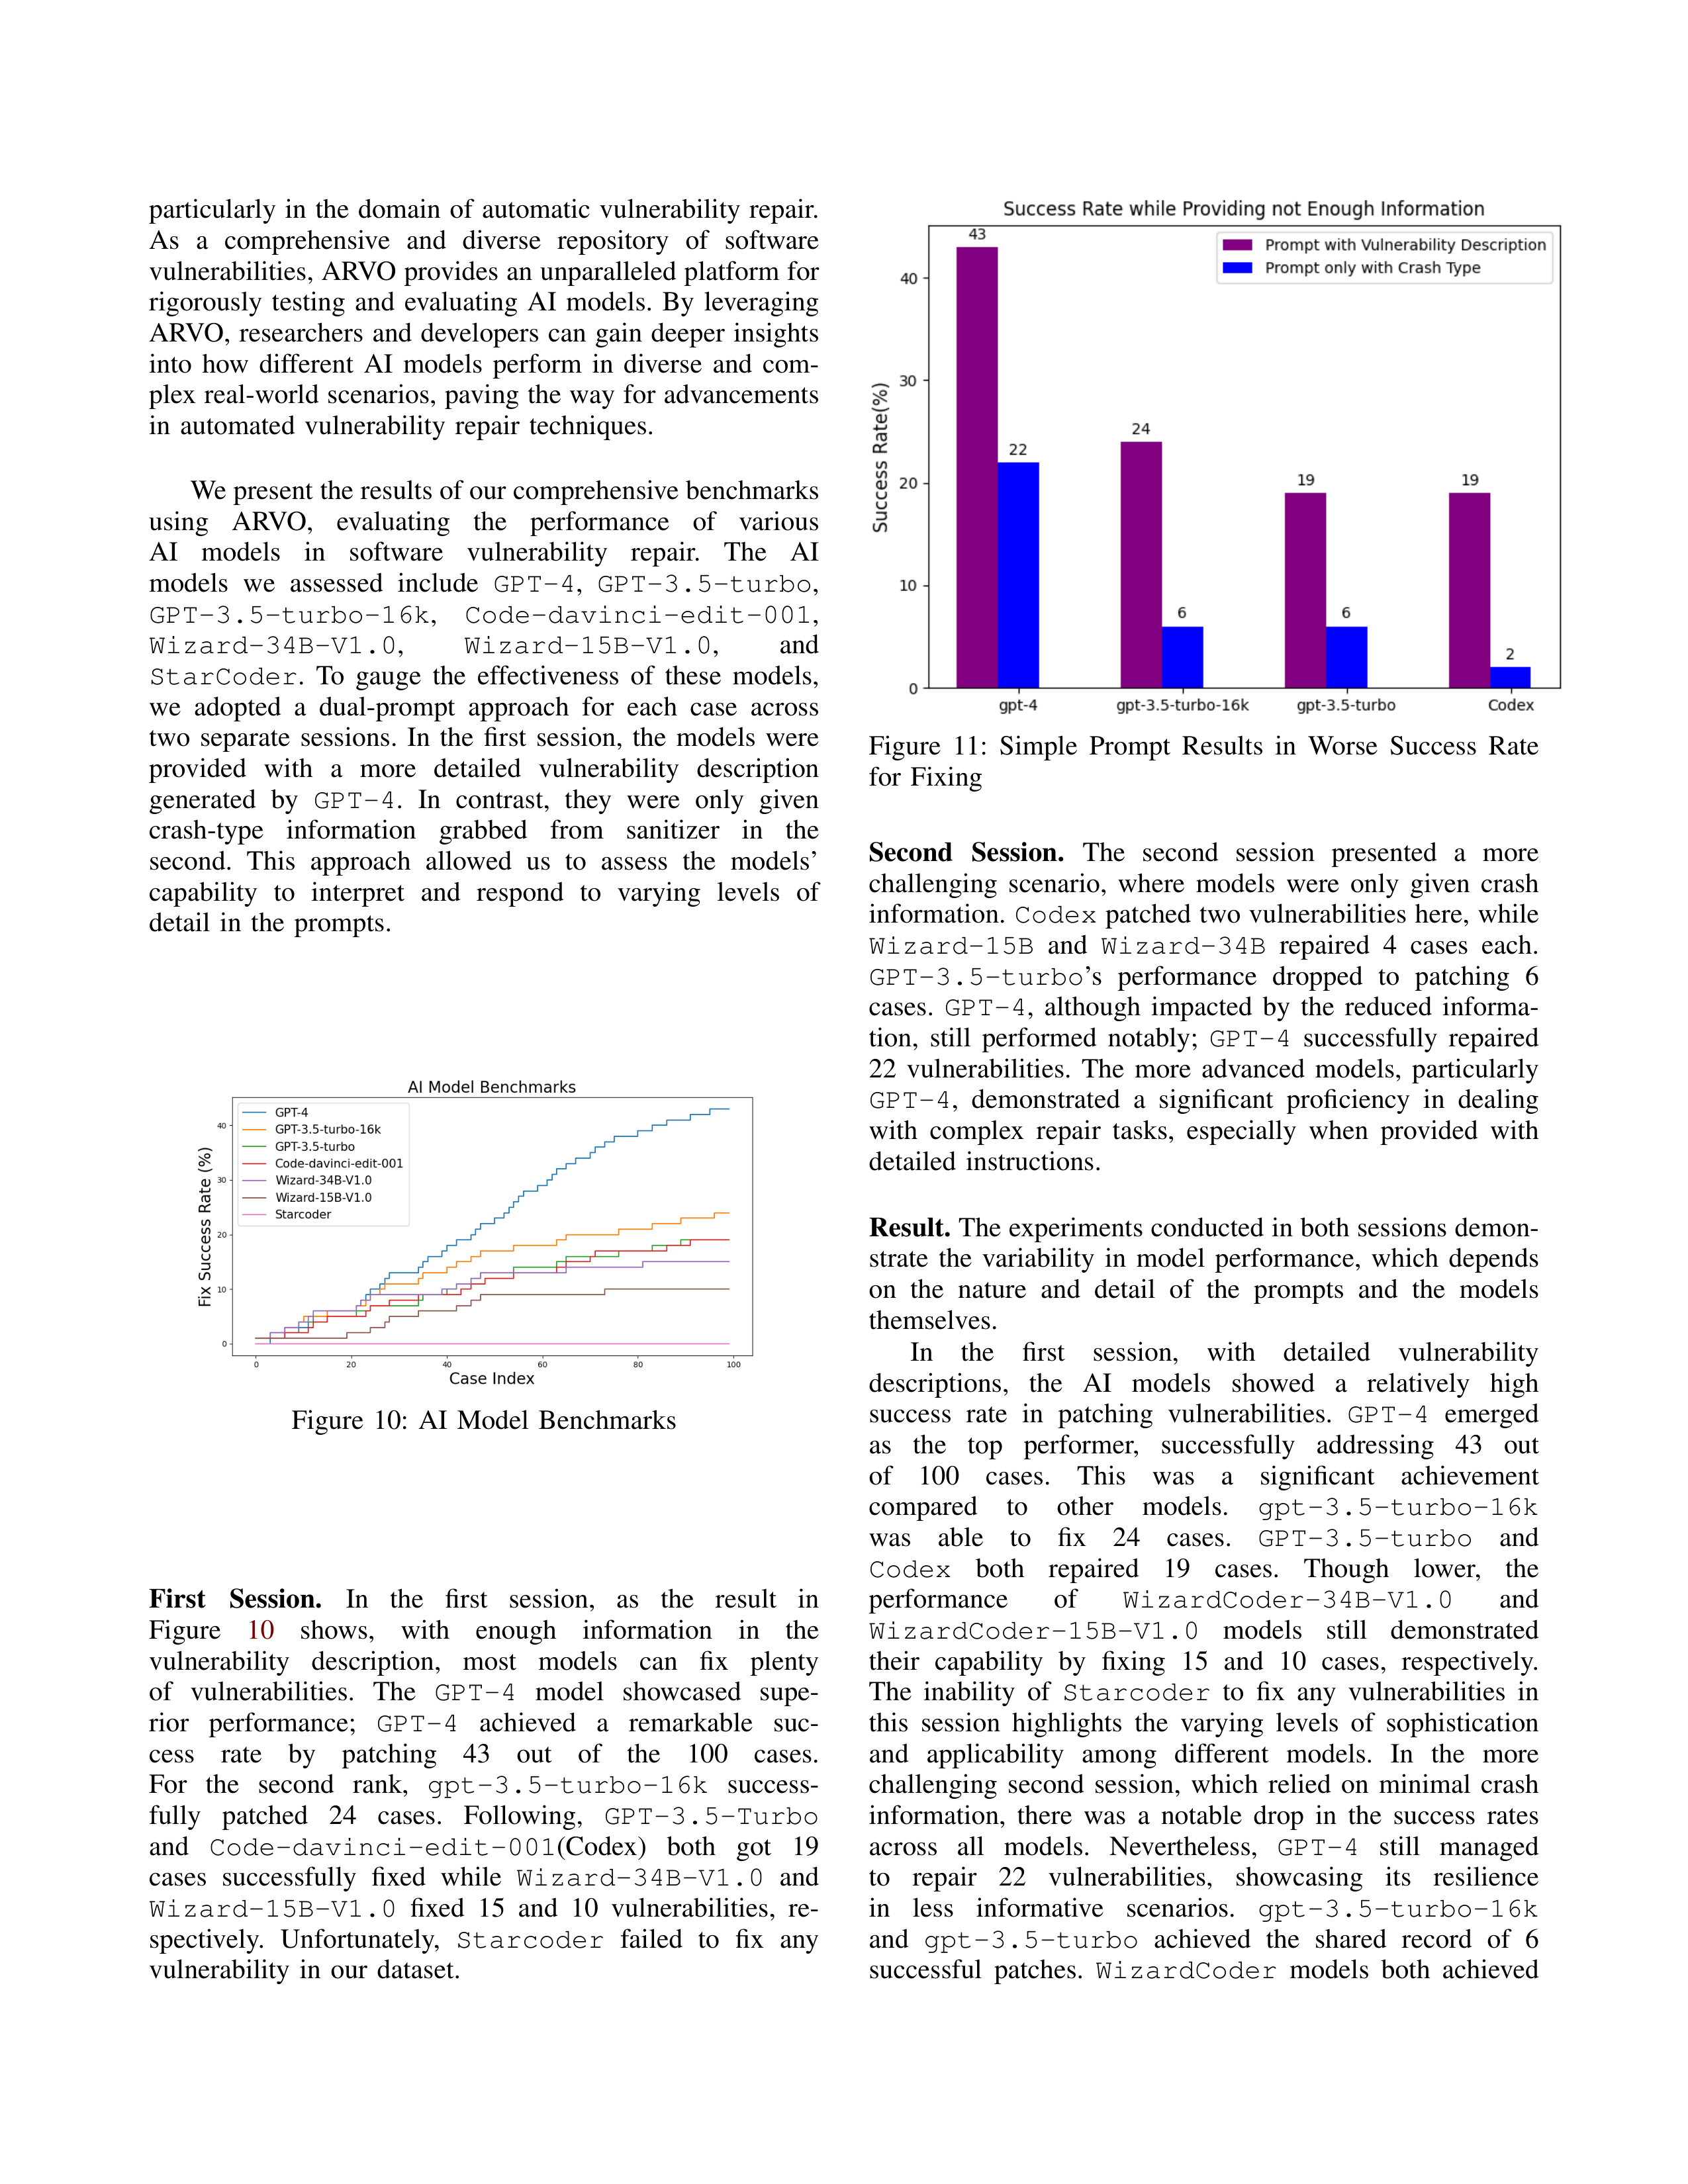 particularly in the domain of automatic vulnerability repair.
As a comprehensive and diverse repository of software
vulnerabilities, ARVO provides an unparalleled platform for
rigorously testing and evaluating AI models. By leveraging
ARVO, researchers and developers can gain deeper insights
into how different AI models perform in diverse and com-
plex real-world scenarios, paving the way for advancements
in automated vulnerability repair techniques.
We present the results of our comprehensive benchmarks
using ARVO, evaluating the performance of various
AI models in software vulnerability repair. The AI
models we assessed include GPT-4, GPT-3.5-turbo,
GPT-3.5-turbo-16k, Code-davinci-edit-001,
Wizard-34B-V1.0, Wizard-15B-V1.0, and
StarCoder. To gauge the effectiveness of these models,
we adopted a dual-prompt approach for each case across
two separate sessions. In the first session, the models were
provided with a more detailed vulnerability description
generated by GPT-4. In contrast, they were only given
crash-type information grabbed from sanitizer in the
second. This approach allowed us to assess the models'
capability to interpret and respond to varying levels of
detail in the prompts.
AI Model Benchmarks
GPT-4
GPT-3.5-turbo-16k
GPT-3.5-turbo
Code-davinci-edit-001
Wizard-34B-V1.0
Wizard-15B-V1.0
Starcoder
Fix Success Rate (%)
40
30
20
10
0
0 20 40 60 80 100
Case Index
Figure 10: AI Model Benchmarks
First Session. In the first session, as the result in
Figure 10 shows, with enough information in the
vulnerability description, most models can fix plenty
of vulnerabilities. The GPT-4 model showcased supe-
rior performance; GPT-4 achieved a remarkable suc-
cess rate by patching 43 out of the 100 cases.
For the second rank, gpt-3.5-turbo-16k success-
fully patched 24 cases. Following, GPT-3.5-Turbo
and Code-davinci-edit-001(Codex) both got 19
cases successfully fixed while Wizard-34B-V1.0 and
Wizard-15B-V1.0 fixed 15 and 10 vulnerabilities, re-
spectively. Unfortunately, Starcoder failed to fix any
vulnerability in our dataset.
Success Rate while Providing not Enough Information
Prompt with Vulnerability Description
Prompt only with Crash Type
Success Rate(%)
40
30
20
10
0
43 22 24 6 19 6 19 2
gpt-4 gpt-3.5-turbo-16k gpt-3.5-turbo Codex
Figure 11: Simple Prompt Results in Worse Success Rate
for Fixing
Second Session. The second session presented a more
challenging scenario, where models were only given crash
information. Codex patched two vulnerabilities here, while
Wizard-15B and Wizard-34B repaired 4 cases each.
GPT-3.5-turbo's performance dropped to patching 6
cases. GPT-4, although impacted by the reduced informa-
tion, still performed notably; GPT-4 successfully repaired
22 vulnerabilities. The more advanced models, particularly
GPT-4, demonstrated a significant proficiency in dealing
with complex repair tasks, especially when provided with
detailed instructions.
Result. The experiments conducted in both sessions demon-
strate the variability in model performance, which depends
on the nature and detail of the prompts and the models
themselves.
In the first session, with detailed vulnerability
descriptions, the AI models showed a relatively high
success rate in patching vulnerabilities. GPT-4 emerged
as the top performer, successfully addressing 43 out
of 100 cases. This was a significant achievement
compared to other models. gpt-3.5-turbo-16k
was able to fix 24 cases. GPT-3.5-turbo and
Codex both repaired 19 cases. Though lower, the
performance of WizardCoder-34B-V1.0 and
WizardCoder-15B-V1.0 models still demonstrated
their capability by fixing 15 and 10 cases, respectively.
The inability of Starcoder to fix any vulnerabilities in
this session highlights the varying levels of sophistication
and applicability among different models. In the more
challenging second session, which relied on minimal crash
information, there was a notable drop in the success rates
across all models. Nevertheless, GPT-4 still managed
to repair 22 vulnerabilities, showcasing its resilience
in less informative scenarios. gpt-3.5-turbo-16k
and gpt-3.5-turbo achieved the shared record of 6
successful patches. WizardCoder models both achieved